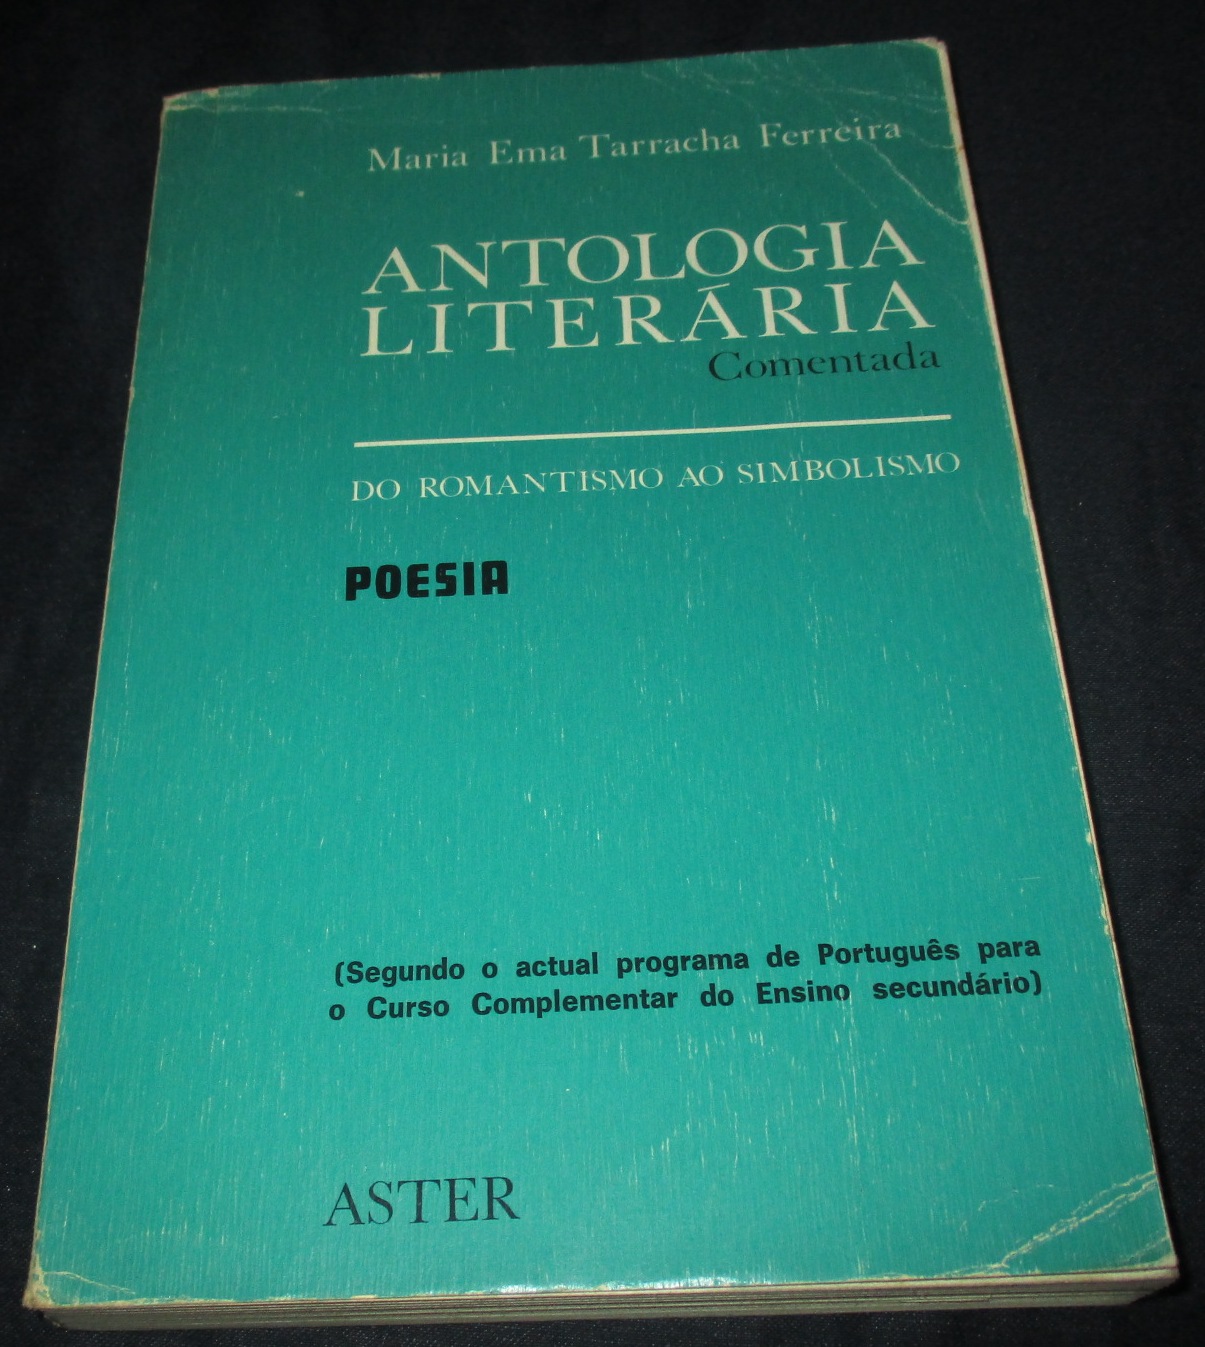 Maria Ema Tarracha Ferreira
ANTOLOGIA
LITERÁRIA
Comentada
DO ROMANTISMO AO SIMBOLISMO
POESIA
(Segundo o actual programa de Português para
o Curso Complementar do Ensino secundário)
ASTER